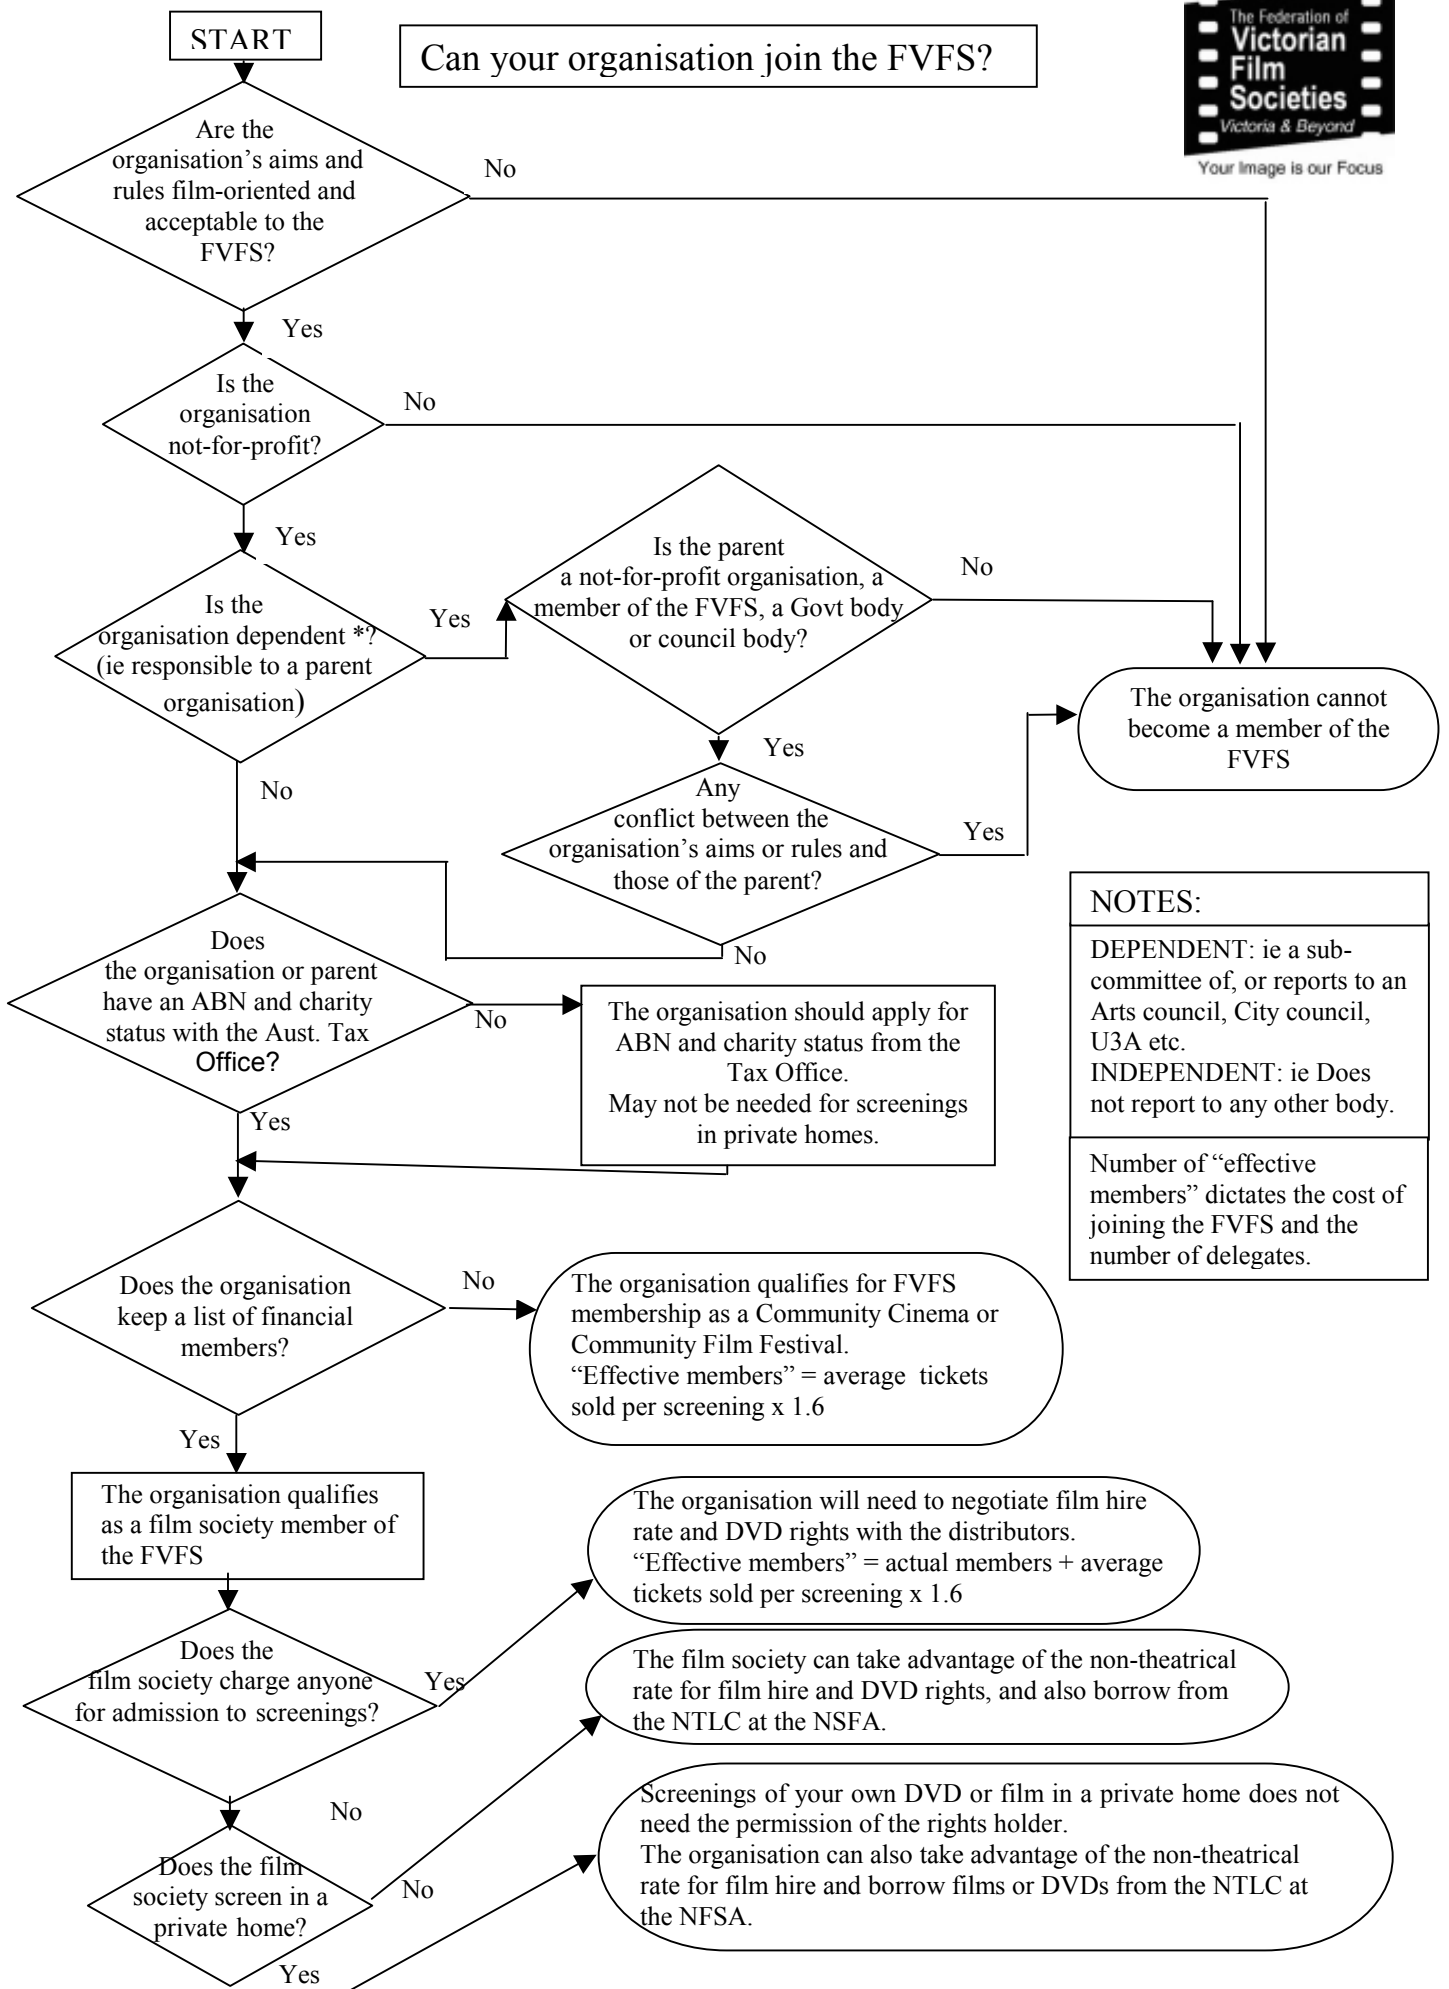 START
Can your organisation join the FVFS?
The Federation of
Victorian
Film
Societies
Victoria & Beyond
Your Image is our Focus
Are the
organisation’s aims and
rules film-oriented and
acceptable to the
FVFS?
No
Yes
Is the
organisation
not-for-profit?
No
Yes
Is the
organisation dependent *?
(ie responsible to a parent
organisation)
Yes
No
Is the parent
a not-for-profit organisation, a
member of the FVFS, a Govt body
or council body?
No
Yes
The organisation cannot
become a member of the
FVFS
Any
conflict between the
organisation’s aims or rules and
those of the parent?
Yes
No
Does
the organisation or parent
have an ABN and charity
status with the Aust. Tax
Office?
No
Yes
The organisation should apply for
ABN and charity status from the
Tax Office.
May not be needed for screenings
in private homes.
NOTES:
DEPENDENT: ie a sub-
committee of, or reports to an
Arts council, City council,
U3A etc.
INDEPENDENT: ie Does
not report to any other body.
Number of “effective
members” dictates the cost of
joining the FVFS and the
number of delegates.
Does the organisation
keep a list of financial
members?
No
Yes
The organisation qualifies for FVFS
membership as a Community Cinema or
Community Film Festival.
“Effective members” = average tickets
sold per screening x 1.6
The organisation qualifies
as a film society member of
the FVFS
The organisation will need to negotiate film hire
rate and DVD rights with the distributors.
“Effective members” = actual members + average
tickets sold per screening x 1.6
Does the
film society charge anyone
for admission to screenings?
Yes
No
The film society can take advantage of the non-theatrical
rate for film hire and DVD rights, and also borrow from
the NTLC at the NSFA.
Does the film
society screen in a
private home?
No
Yes
Screenings of your own DVD or film in a private home does not
need the permission of the rights holder.
The organisation can also take advantage of the non-theatrical
rate for film hire and borrow films or DVDs from the NTLC at
the NFSA.